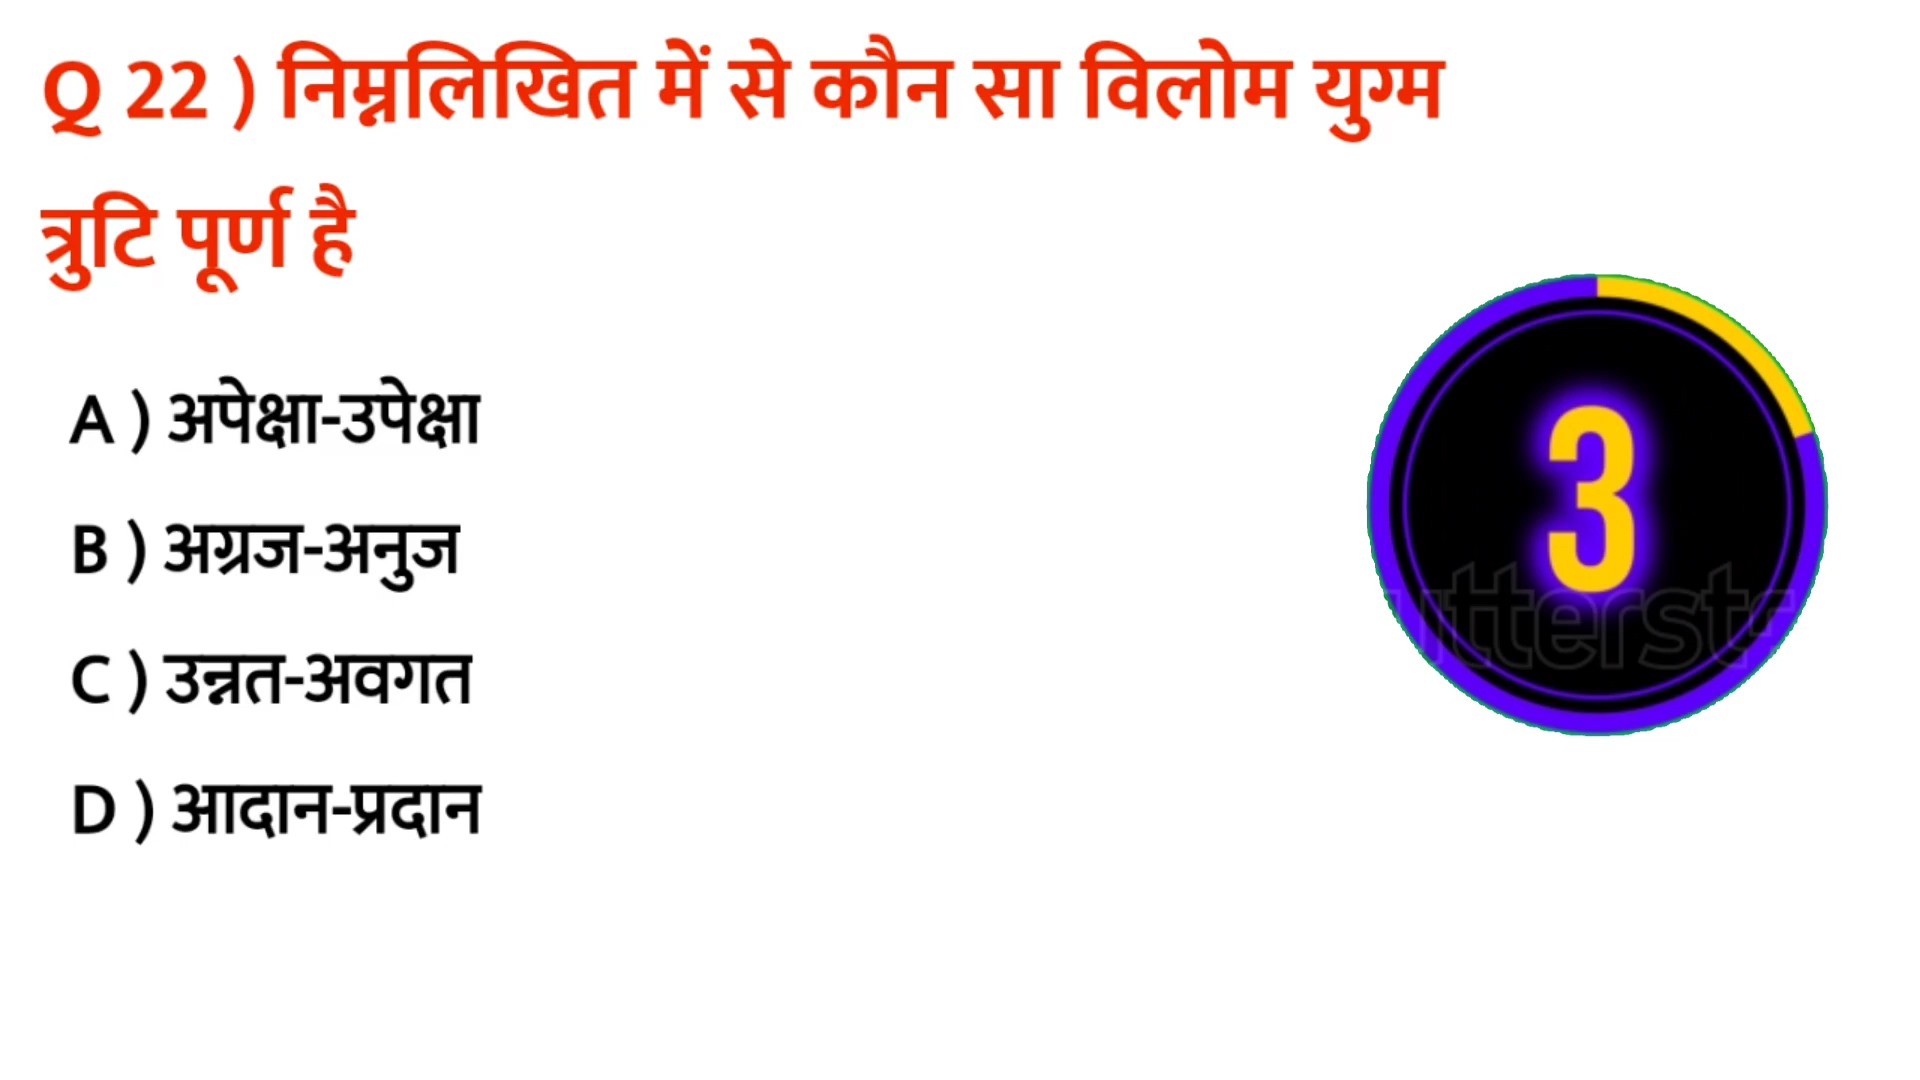 Q 22 ) निम्नलिखित में से कौन सा विलोम युग्म
त्रुटि पूर्ण है
A ) अपेक्षा-उपेक्षा
B ) अग्रज-अनुज
C ) उन्नत-अवगत
D ) आदान-प्रदान
3